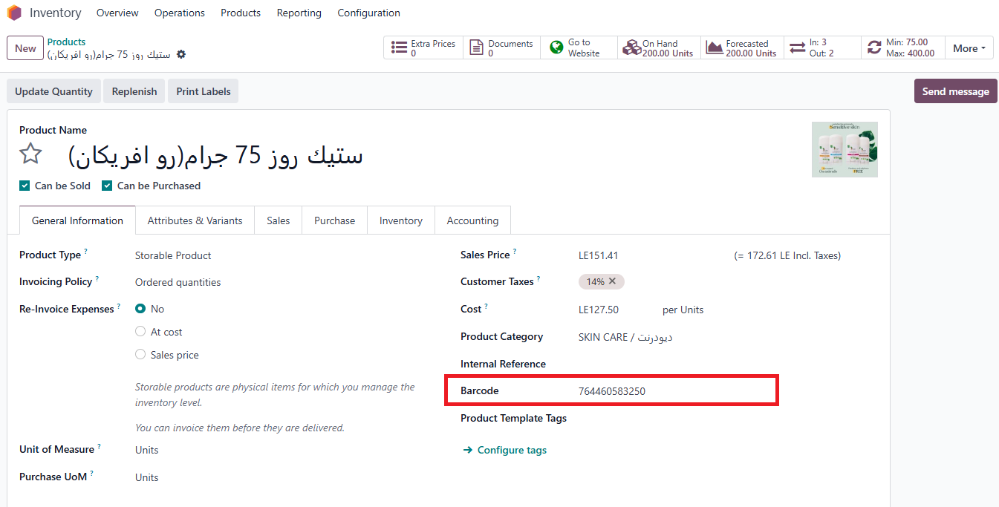 Inventory Overview Operations Products Reporting Configuration
New
Products
ستيك روز 75 جرام(رو افريكان)
Extra Prices
0
Documents
0
Go to
Website
On Hand
200.00 Units
Forecasted
200.00 Units
In: 3
Out: 2
Min: 75.00
Max: 400.00
More
Update Quantity Replenish Print Labels Send message
Product Name
ستيك روز 75 جرام(رو افريكان)
Sensitive skin
Can be Sold Can be Purchased
General Information Attributes & Variants Sales Purchase Inventory Accounting
Product Type ? Storable Product
Invoicing Policy ? Ordered quantities
Re-Invoice Expenses ? No
At cost
Sales price
Storable products are physical items for which you manage the
inventory level.
You can invoice them before they are delivered.
Unit of Measure ? Units
Purchase UoM ? Units
Sales Price ? LE151.41 (= 172.61 LE Incl. Taxes)
Customer Taxes ? 14%
Cost ? LE127.50 per Units
Product Category SKIN CARE / ديودرنت
Internal Reference
Barcode 764460583250
Product Template Tags
Configure tags